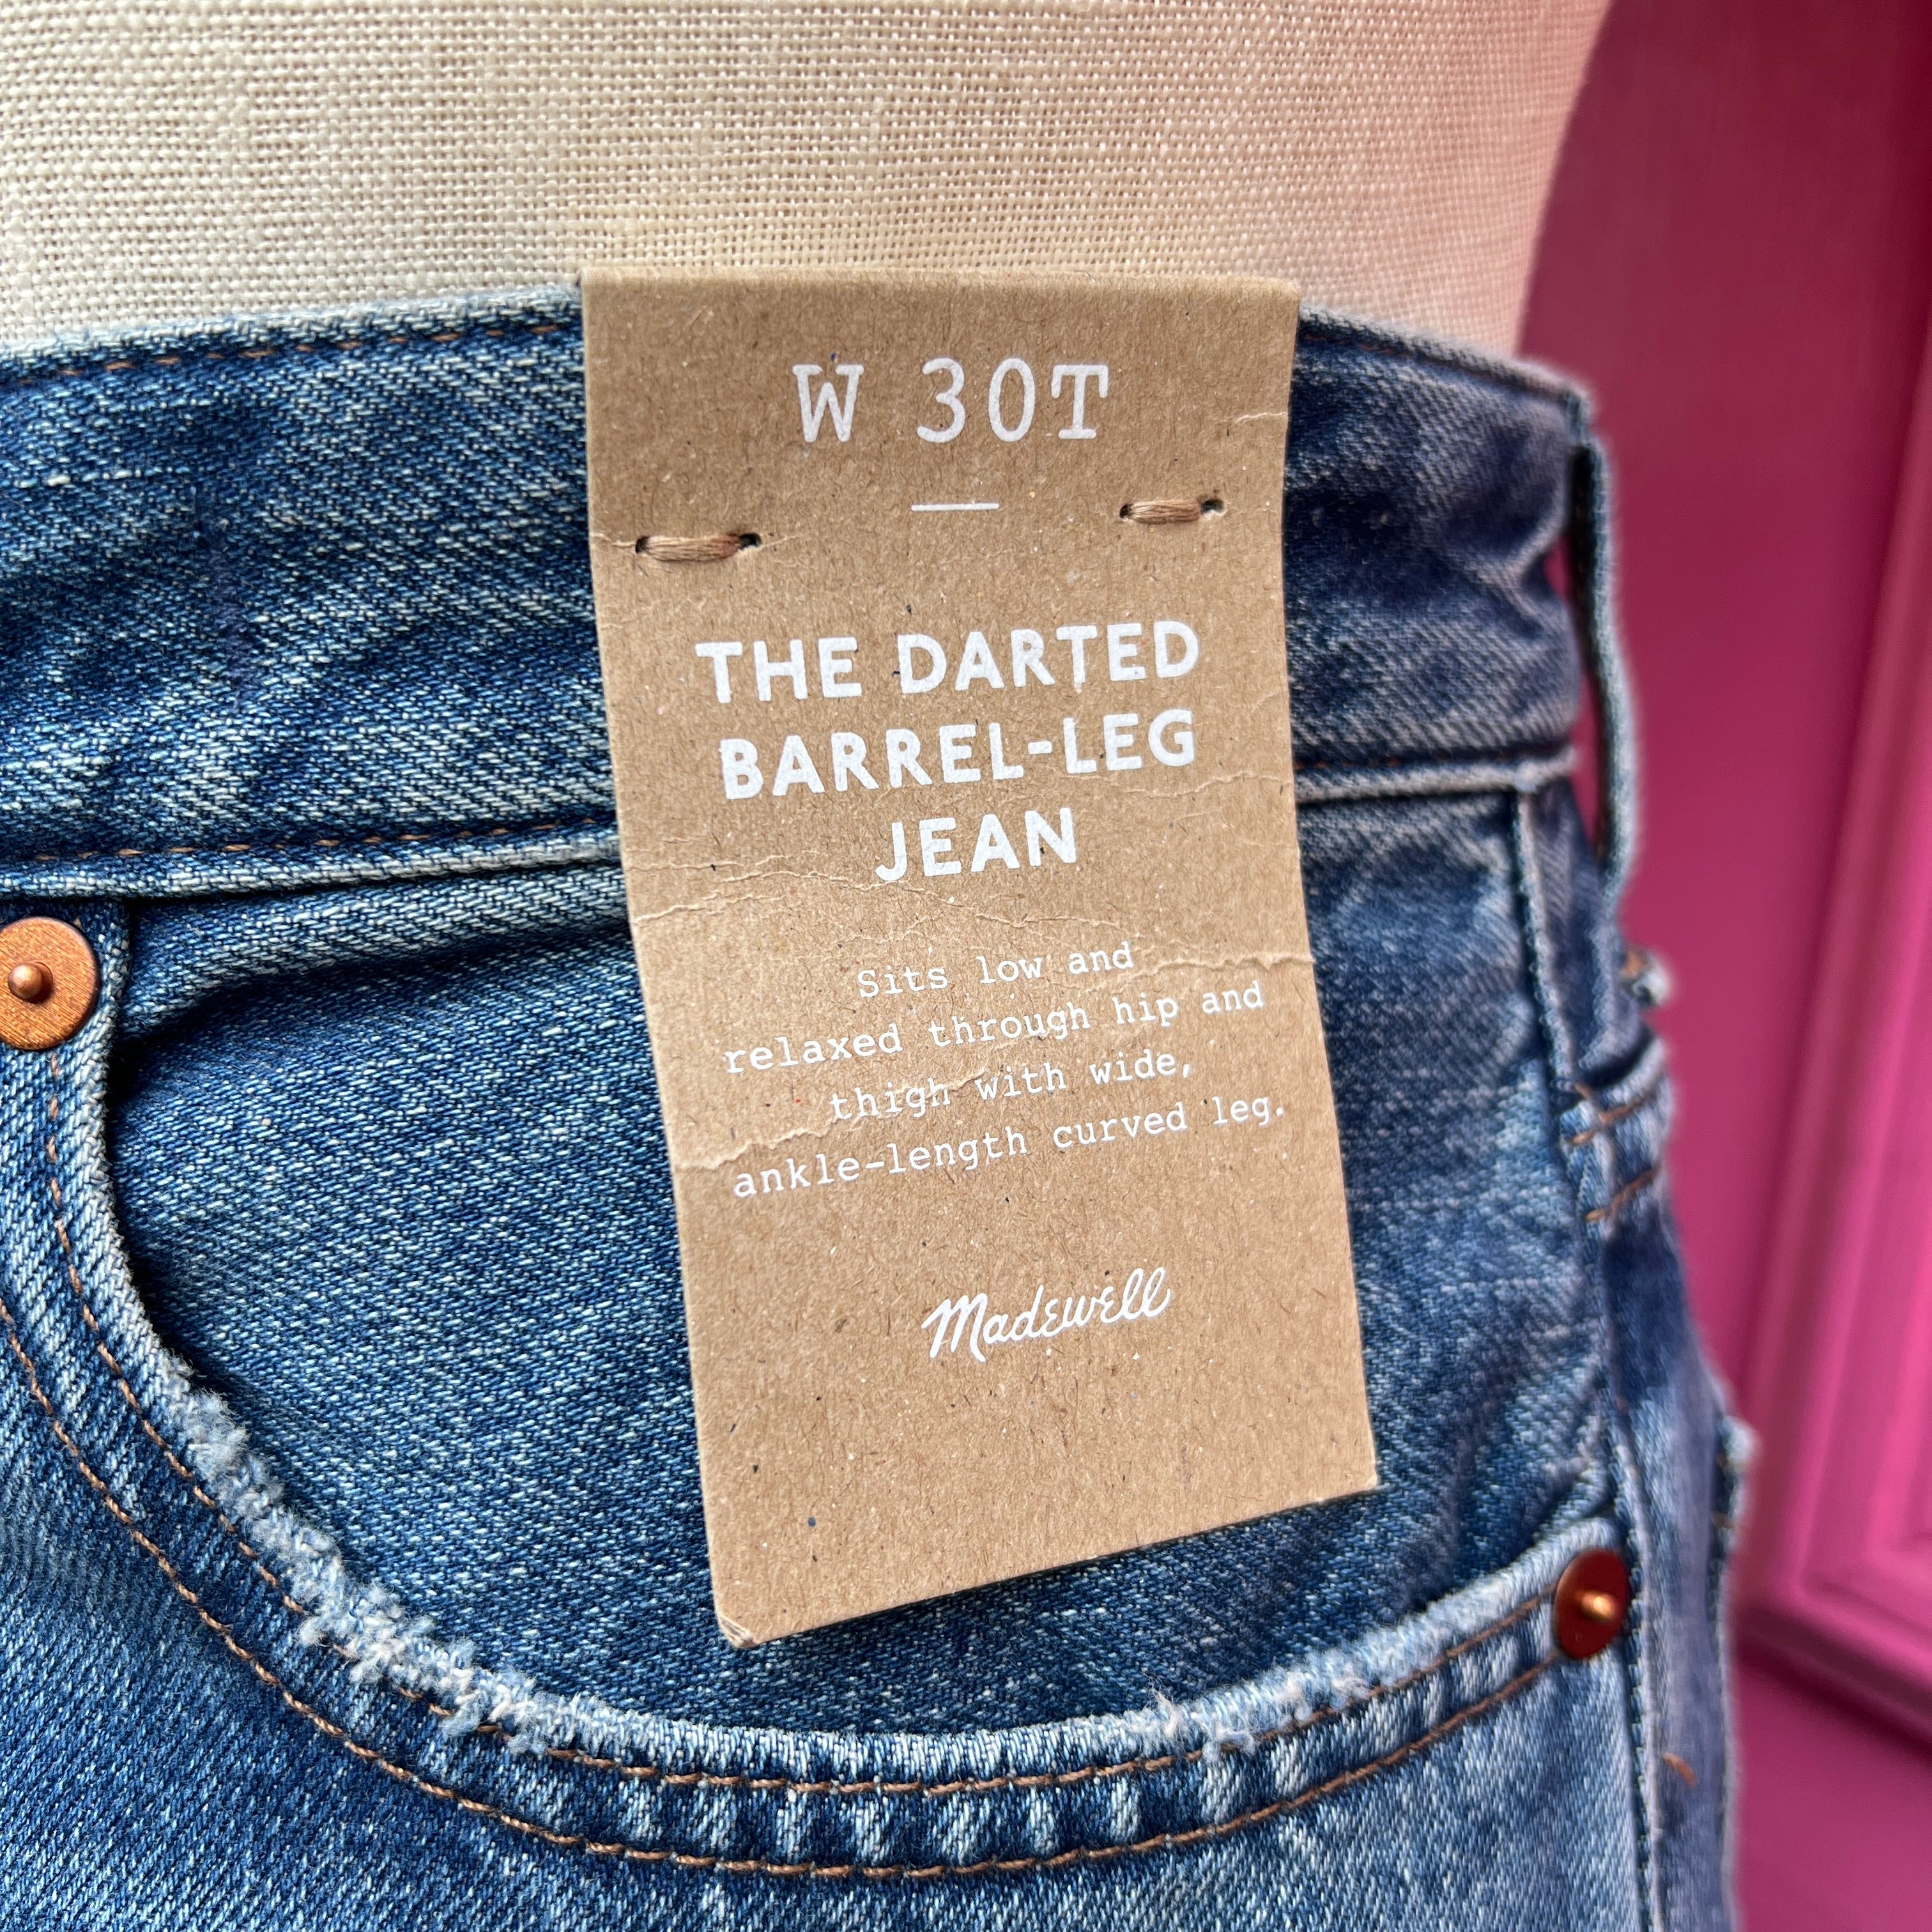 W 30T
THE DARTED
BARREL-LEG
JEAN
Sits low and
relaxed through hip and
thigh with wide,
ankle-length curved leg.
Madewell